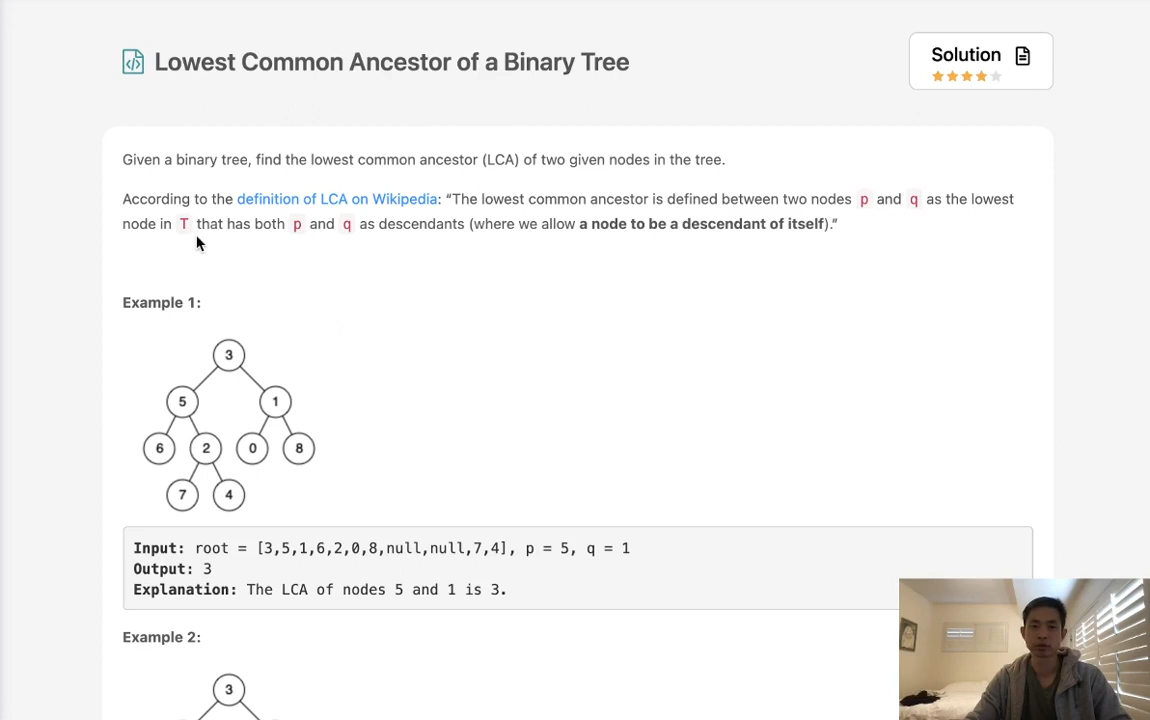 Lowest Common Ancestor of a Binary Tree
Solution
Given a binary tree, find the lowest common ancestor (LCA) of two given nodes in the tree.
According to the definition of LCA on Wikipedia: “The lowest common ancestor is defined between two nodes p and q as the lowest
node in T that has both p and q as descendants (where we allow a node to be a descendant of itself).”
Example 1:
3
5 1
6 2 0 8
7 4
Input: root = [3,5,1,6,2,0,8,null,null,7,4], p = 5, q = 1
Output: 3
Explanation: The LCA of nodes 5 and 1 is 3.
Example 2:
3